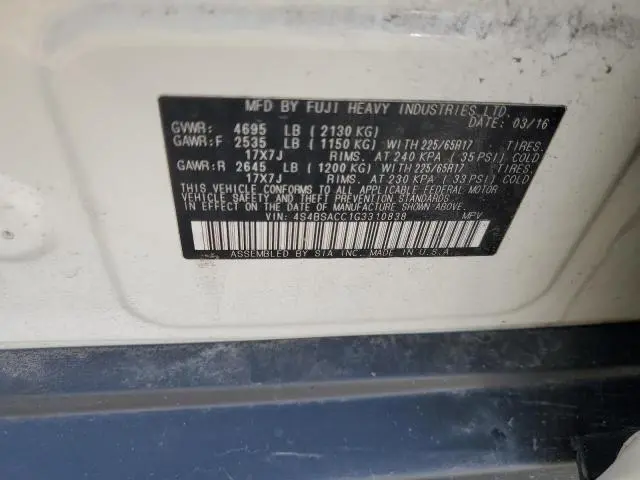 MFD BY FUJI HEAVY INDUSTRIES LTD.
DATE: 03/16
GVWR: 4695 LB ( 2130 KG)
GAWR:F 2535 LB ( 1150 KG) WITH 225/65R17 TIRES.
17X7J RIMS. AT 240 KPA ( 35 PSI) COLD
GAWR:R 2645 LB ( 1200 KG) WITH 225/65R17 TIRES.
17X7J RIMS. AT 230 KPA ( 33 PSI) COLD
THIS VEHICLE CONFORMS TO ALL APPLICABLE FEDERAL MOTOR
VEHICLE SAFETY AND THEFT PREVENTION STANDARDS
IN EFFECT ON THE DATE OF MANUFACTURE SHOWN ABOVE.
VIN: 4S4BSACC1G3310838 MPV
ASSEMBLED BY SIA INC. MADE IN U.S.A